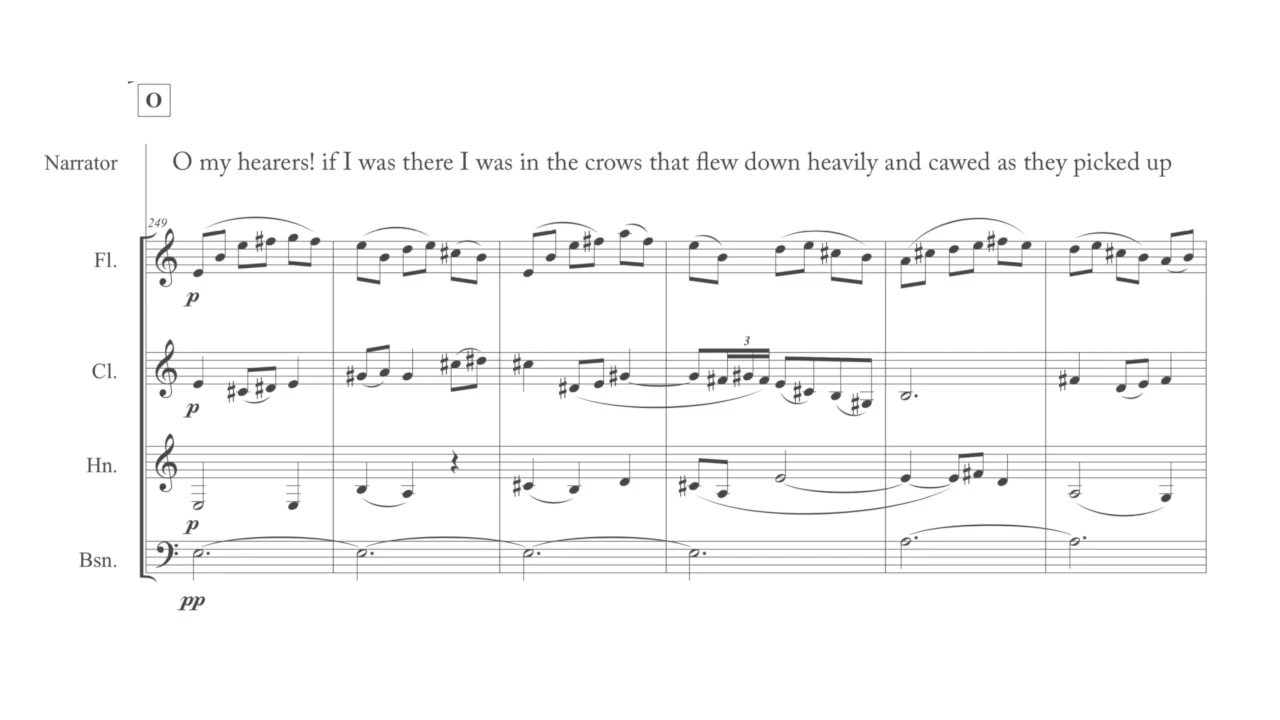 O
Narrator O my hearers! if I was there I was in the crows that flew down heavily and cawed as they picked up
249
Fl.
p
3
Cl.
p
Hn.
p
Bsn.
pp